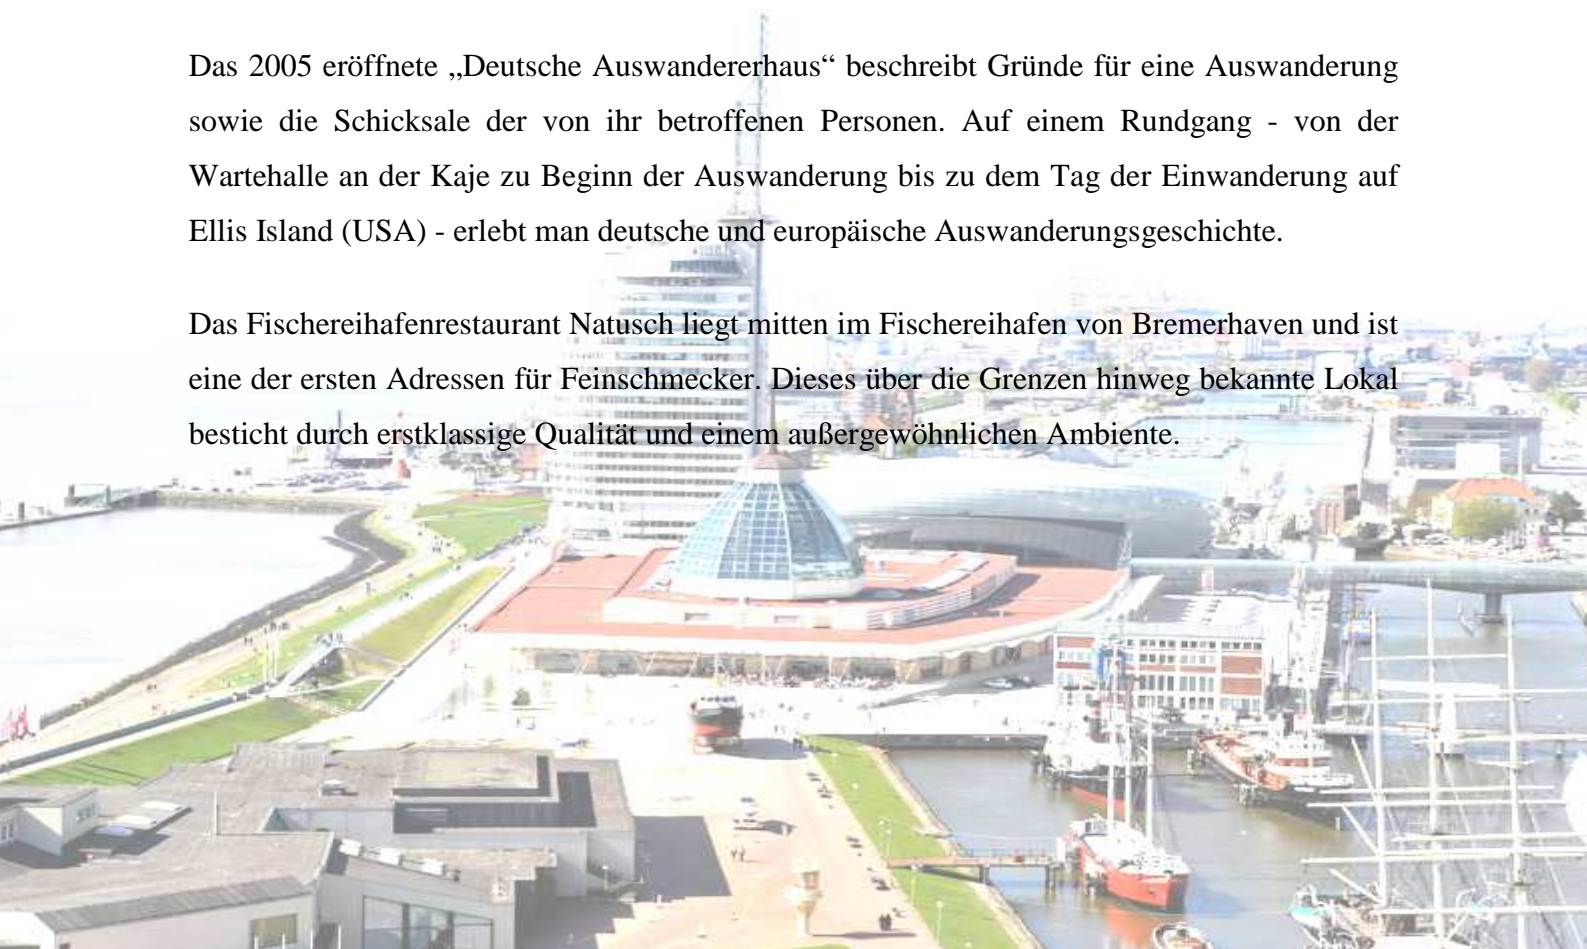 Das 2005 eröffnete „Deutsche Auswandererhaus“ beschreibt Gründe für eine Auswanderung
sowie die Schicksale der von ihr betroffenen Personen. Auf einem Rundgang - von der
Wartehalle an der Kaje zu Beginn der Auswanderung bis zu dem Tag der Einwanderung auf
Ellis Island (USA) - erlebt man deutsche und europäische Auswanderungsgeschichte.
Das Fischereihafenrestaurant Natusch liegt mitten im Fischereihafen von Bremerhaven und ist
eine der ersten Adressen für Feinschmecker. Dieses über die Grenzen hinweg bekannte Lokal
besticht durch erstklassige Qualität und einem außergewöhnlichen Ambiente.